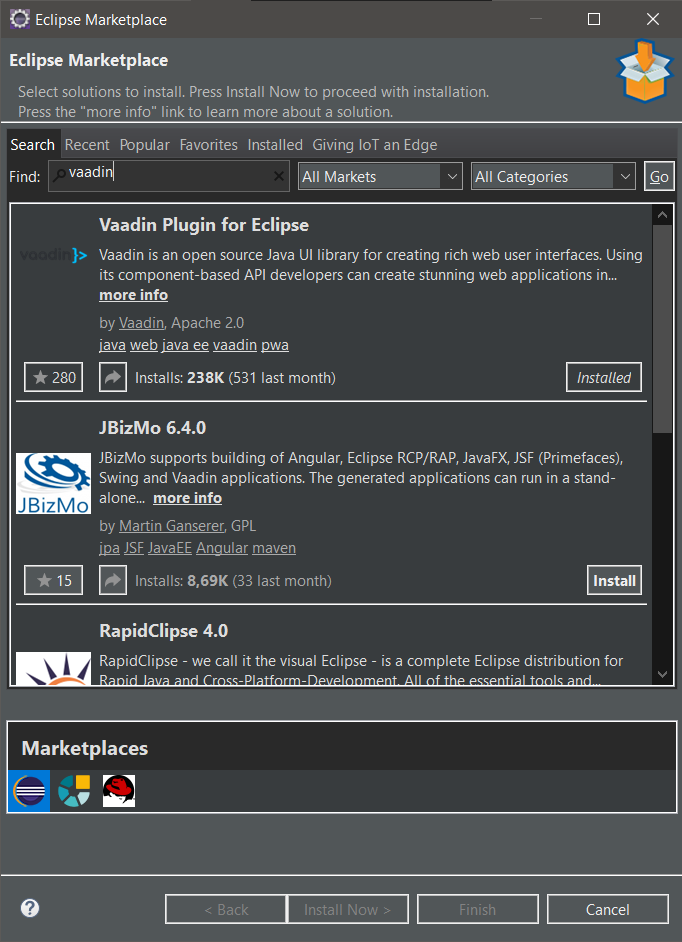 Eclipse Marketplace
Eclipse Marketplace
Select solutions to install. Press Install Now to proceed with installation.
Press the "more info" link to learn more about a solution.
Search Recent Popular Favorites Installed Giving IoT an Edge
Find: vaadin All Markets All Categories Go
Vaadin Plugin for Eclipse
vaadin}>
Vaadin is an open source Java UI library for creating rich web user interfaces. Using
its component-based API developers can create stunning web applications in...
more info
by Vaadin, Apache 2.0
java web java ee vaadin pwa
280 Installs: 238K (531 last month) Installed
JBizMo 6.4.0
JBizMo
JBizMo supports building of Angular, Eclipse RCP/RAP, JavaFX, JSF (Primefaces),
Swing and Vaadin applications. The generated applications can run in a stand-
alone... more info
by Martin Ganserer, GPL
jpa JSF JavaEE Angular maven
15 Installs: 8,69K (33 last month) Install
RapidClipse 4.0
RapidClipse - we call it the visual Eclipse - is a complete Eclipse distribution for
Rapid Java and Cross-Platform-Development. All of the essential tools and...
Marketplaces
? < Back Install Now > Finish Cancel